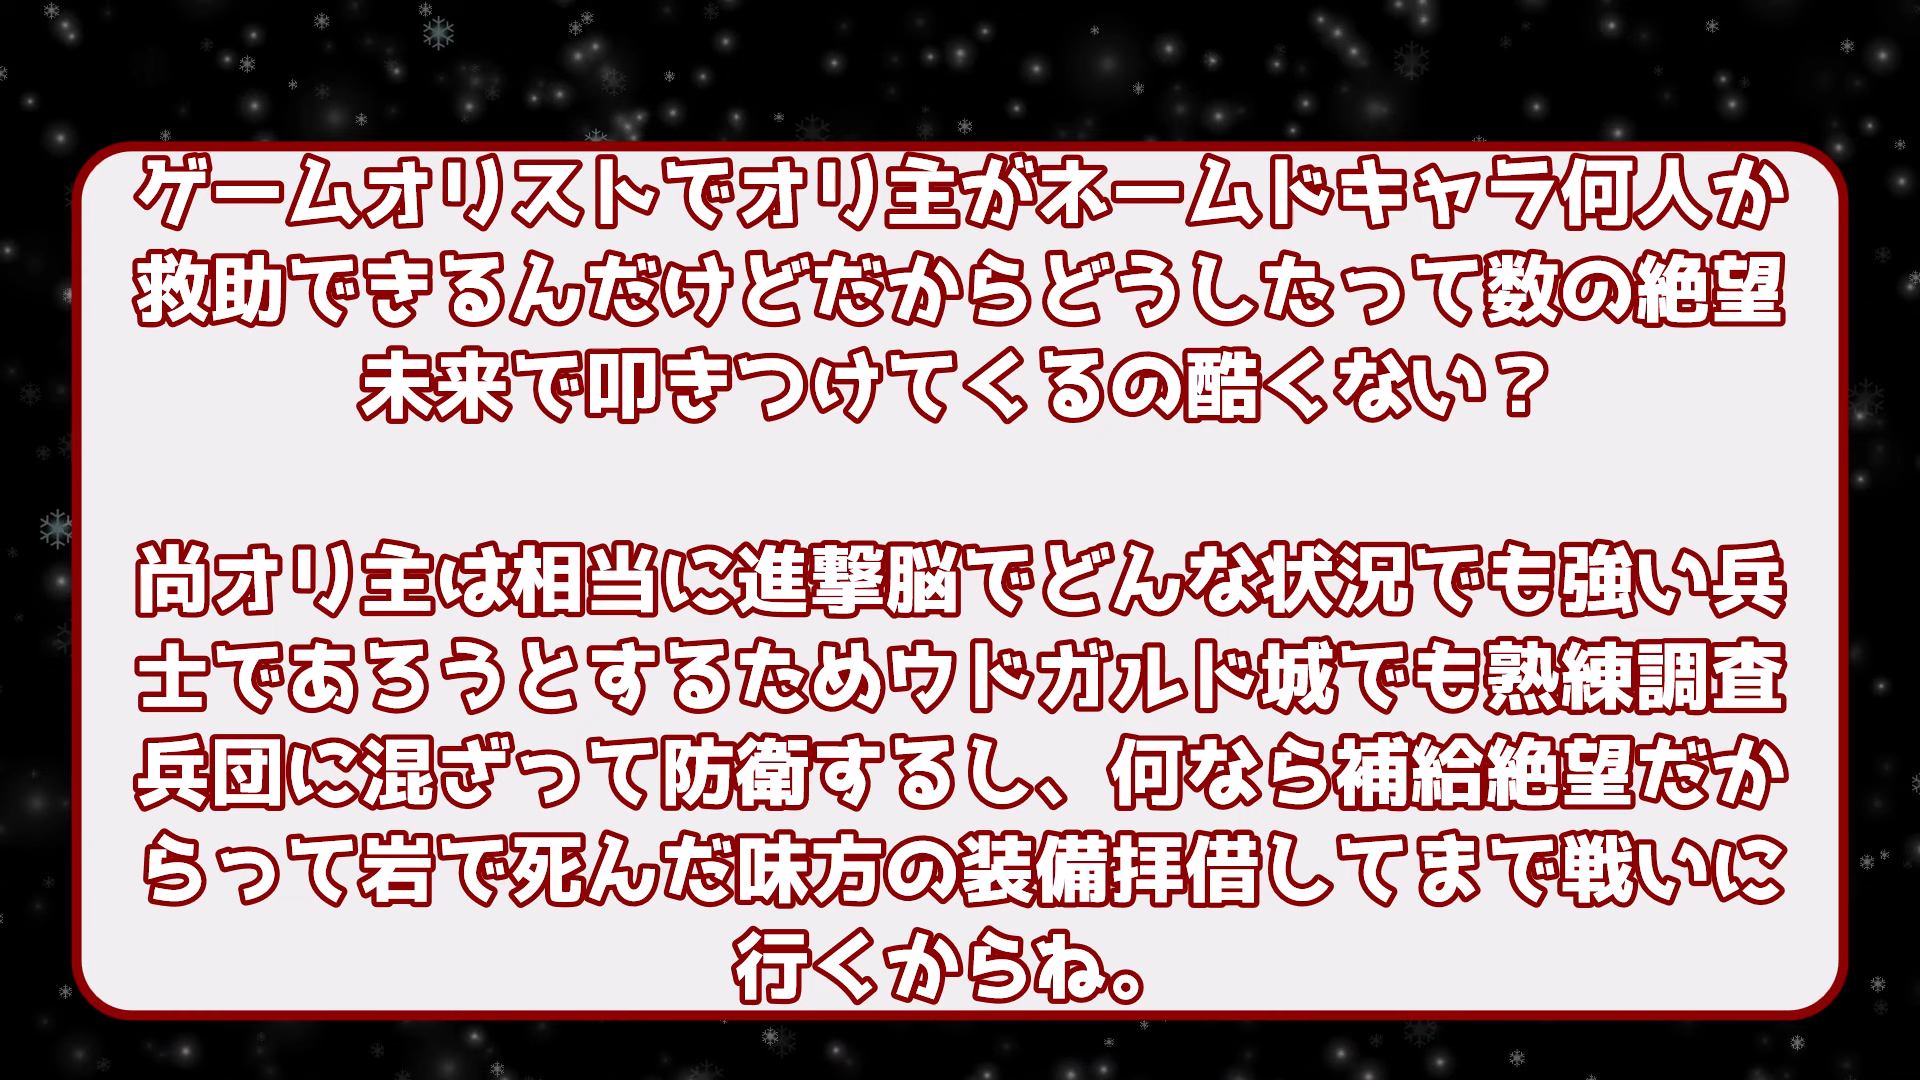 ゲームオリストでオリ主がネームドキャラ何人か
救助できるんだけどだからどうしたって数の絶望
未来で叩きつけてくるの酷くない？
尚オリ主は相当に進撃脳でどんな状況でも強い兵
士であろうとするためウドガルド城でも熟練調査
兵団に混ざって防衛するし、何なら補給絶望だか
らって岩で死んだ味方の装備拝借してまで戦いに
行くからね。